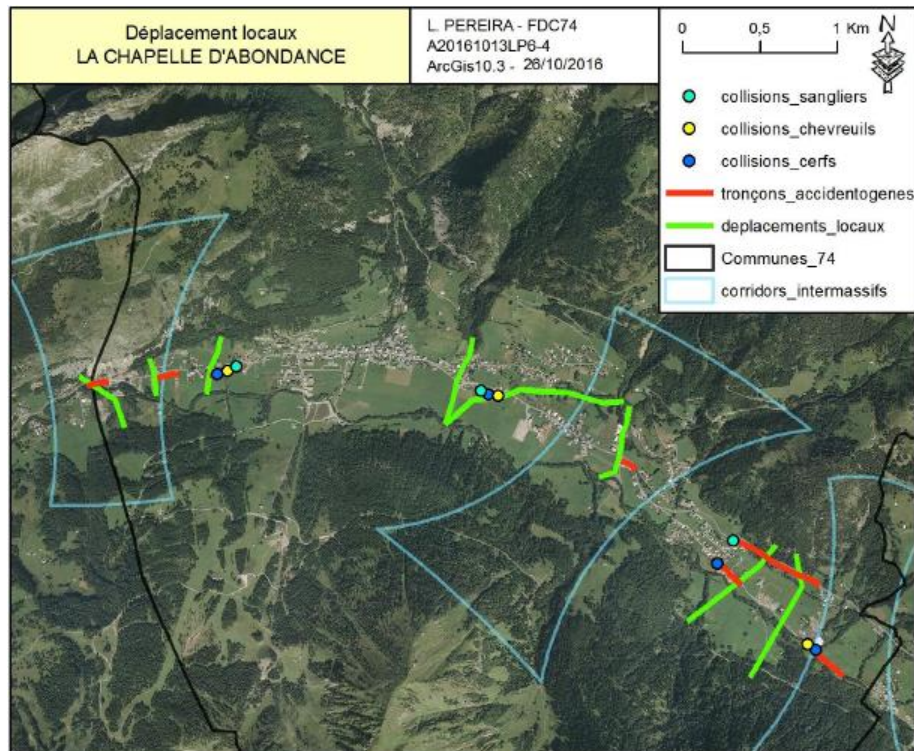 Déplacement locaux
LA CHAPELLE D'ABONDANCE
L. PEREIRA - FDC74
A20161013LP6-4
ArcGis10.3 - 26/10/2016
0 0,5 1 Km
N
collisions_sangliers
collisions_chevreuils
collisions_cerfs
tronçons_accidentogenes
deplacements_locaux
Communes_74
corridors_intermassifs